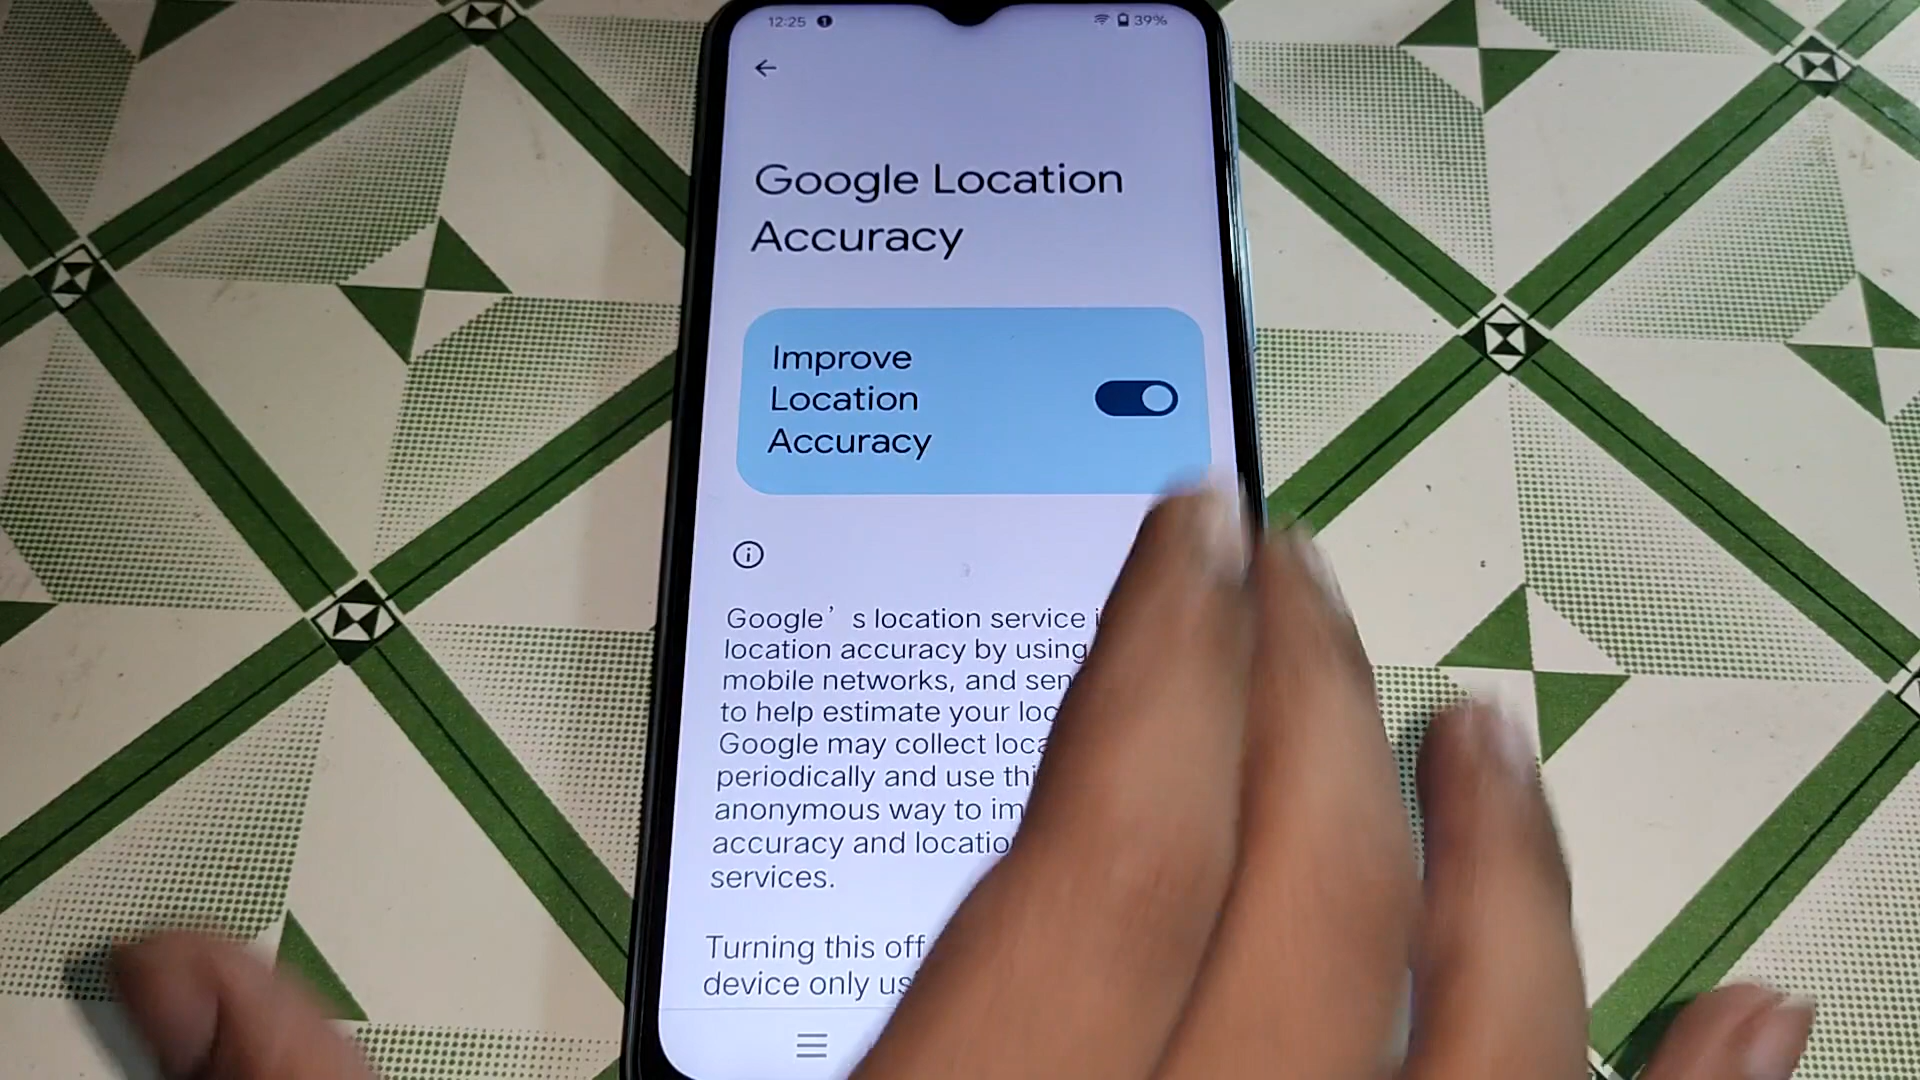 12:25 1 39%
Google Location
Accuracy
Improve
Location
Accuracy
Google's location service
location accuracy by using
mobile networks, and
to help estimate your
Google may collect
periodically and use
anonymous way to
accuracy and
services.
Turning this off
device only